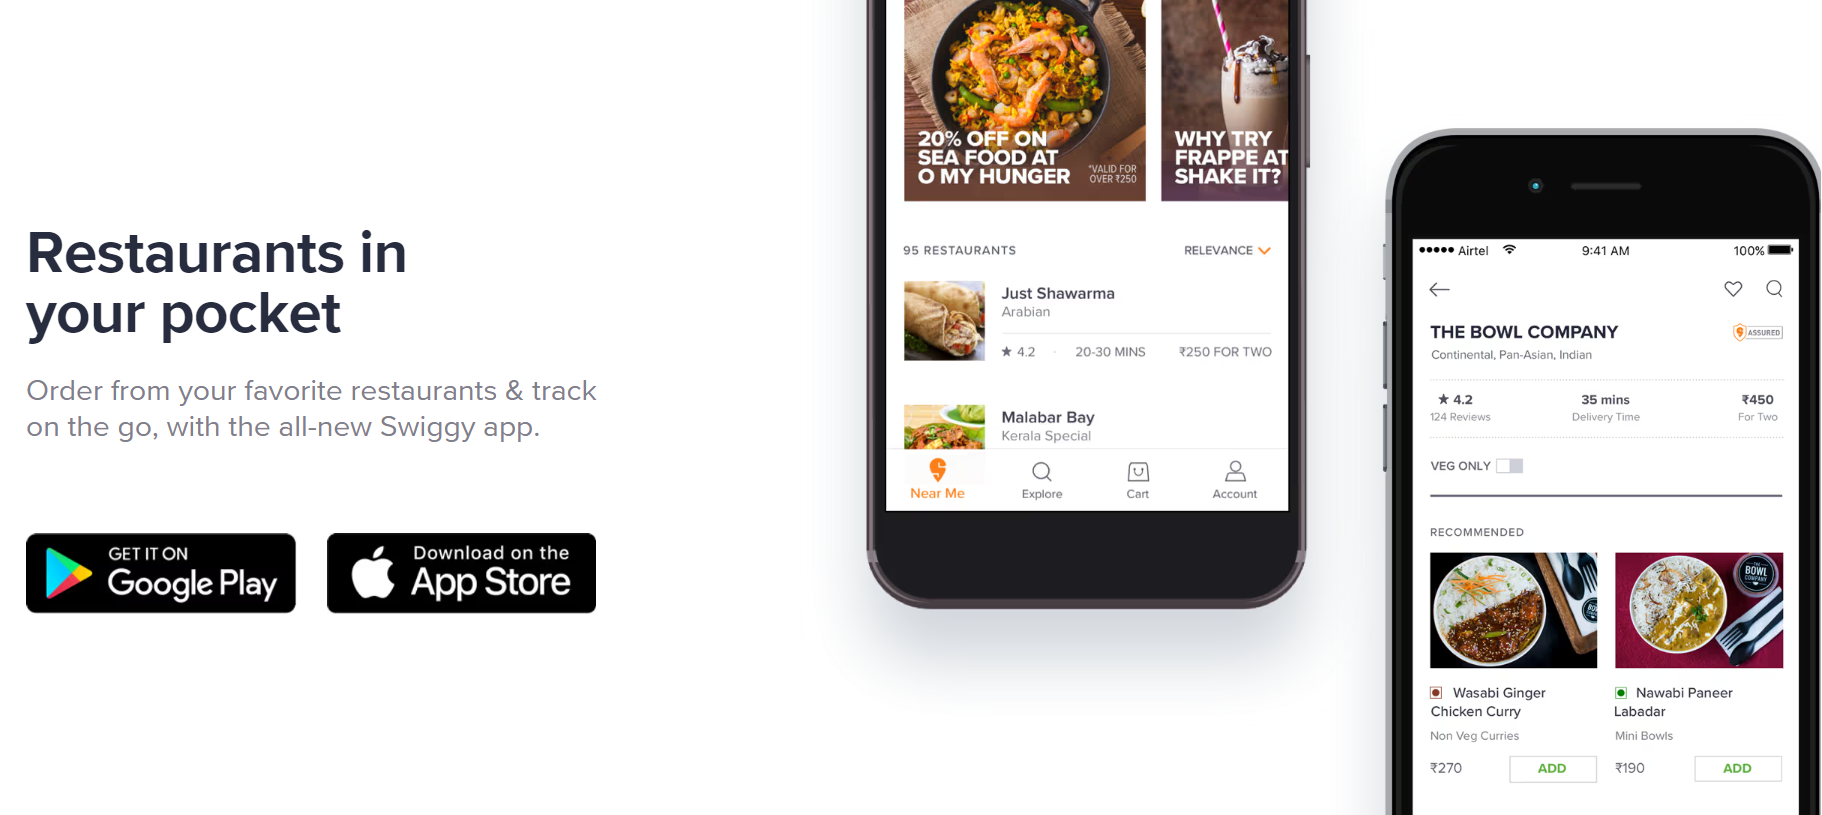 Restaurants in
your pocket
Order from your favorite restaurants & track
on the go, with the all-new Swiggy app.
GET IT ON
Google Play
Download on the
App Store
20% OFF ON
SEA FOOD AT
O MY HUNGER
*VALID FOR
OVER ₹250
WHY TRY
FRAPPE AT
SHAKE IT?
95 RESTAURANTS
RELEVANCE
Just Shawarma
Arabian
★ 4.2 · 20-30 MINS ₹250 FOR TWO
Malabar Bay
Kerala Special
Near Me Explore Cart Account
Airtel 9:41 AM 100%
THE BOWL COMPANY
ASSURED
Continental, Pan-Asian, Indian
★ 4.2 35 mins ₹450
124 Reviews Delivery Time For Two
VEG ONLY
RECOMMENDED
THE
BOWL
COMPANY
Wasabi Ginger
Chicken Curry
Non Veg Curries
₹270 ADD
Nawabi Paneer
Labadar
Mini Bowls
₹190 ADD